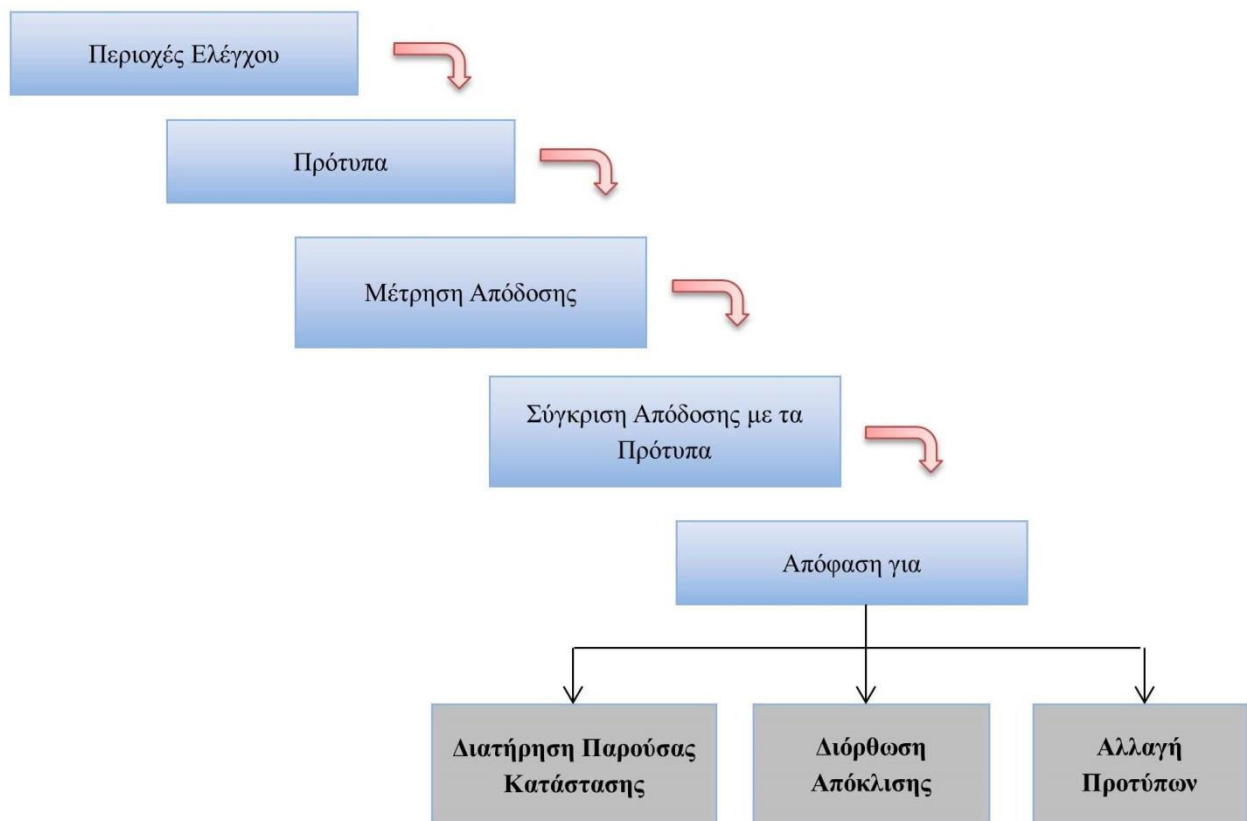 Περιοχές Ελέγχου
Πρότυπα
Μέτρηση Απόδοσης
Σύγκριση Απόδοσης με τα
Πρότυπα
Απόφαση για
Διατήρηση Παρούσας
Κατάστασης
Διόρθωση
Απόκλισης
Αλλαγή
Προτύπων